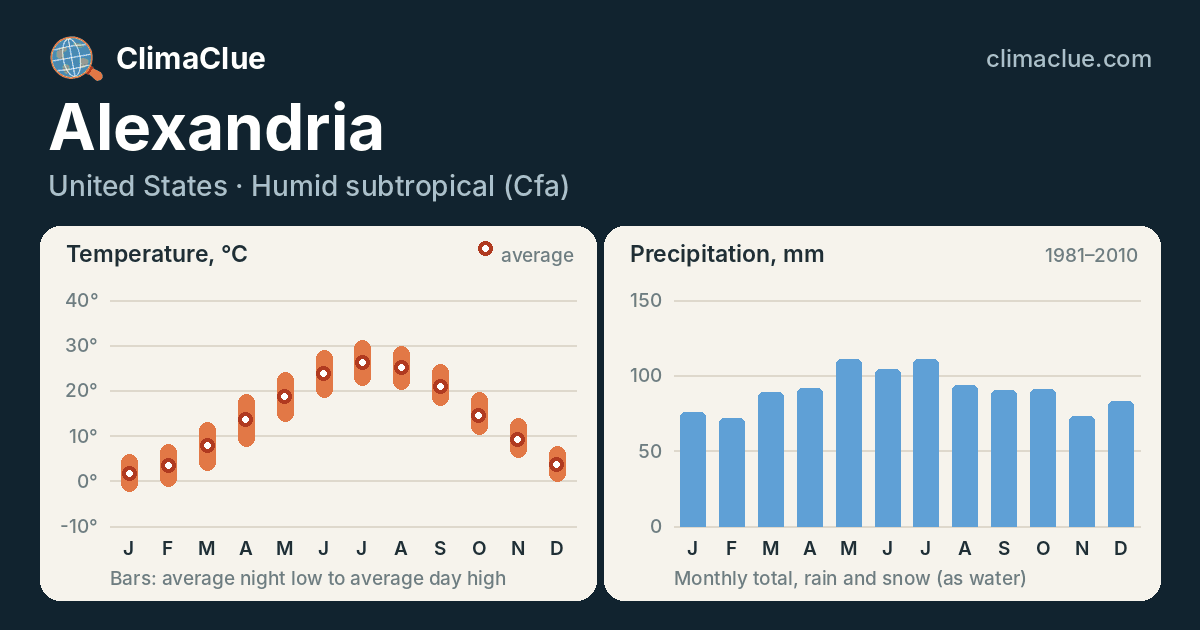 ClimaClue
climaclue.com
Alexandria
United States · Humid subtropical (Cfa)
Temperature, °C
average
40°
30°
20°
10°
0°
-10°
J F M A M J J A S O N D
Bars: average night low to average day high
Precipitation, mm
1981–2010
150
100
50
0
J F M A M J J A S O N D
Monthly total, rain and snow (as water)